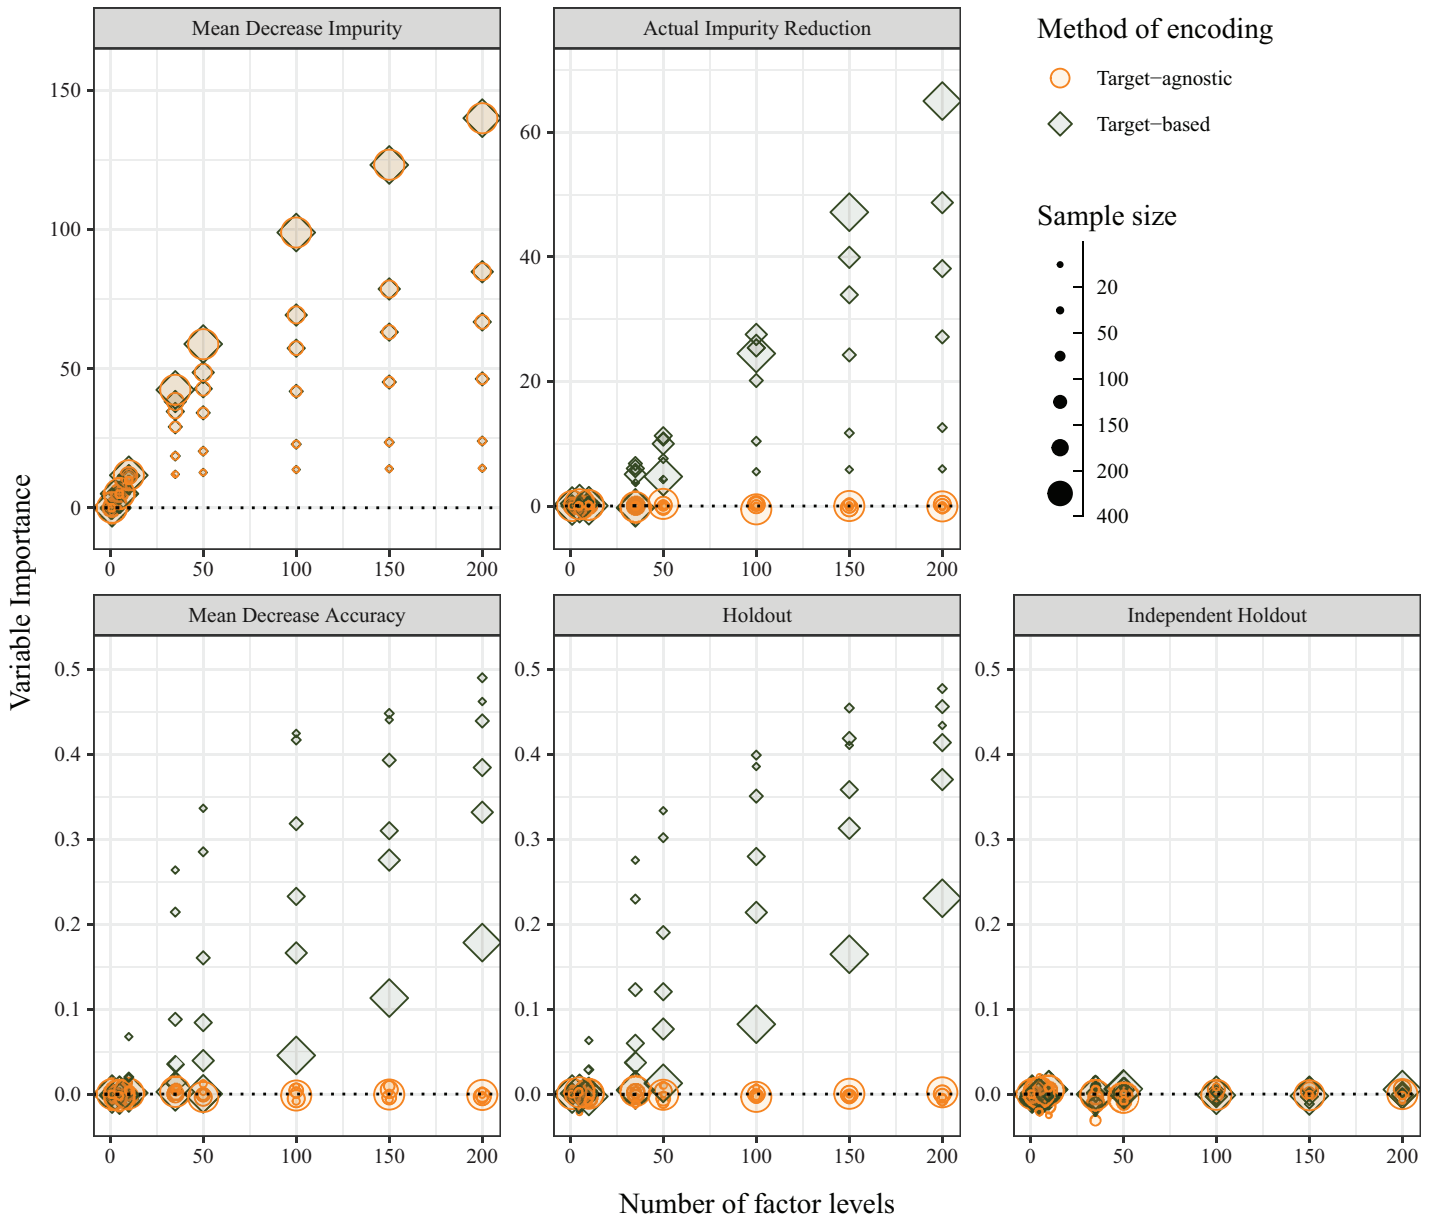 Mean Decrease Impurity
Actual Impurity Reduction
Method of encoding
Target−agnostic
Target−based
Sample size
20
50
100
150
200
400
150
100
50
0
0 50 100 150 200
60
40
20
0
0 50 100 150 200
Variable Importance
Mean Decrease Accuracy
Holdout
Independent Holdout
0.5
0.4
0.3
0.2
0.1
0.0
0 50 100 150 200
0.5
0.4
0.3
0.2
0.1
0.0
0 50 100 150 200
0.5
0.4
0.3
0.2
0.1
0.0
0 50 100 150 200
Number of factor levels